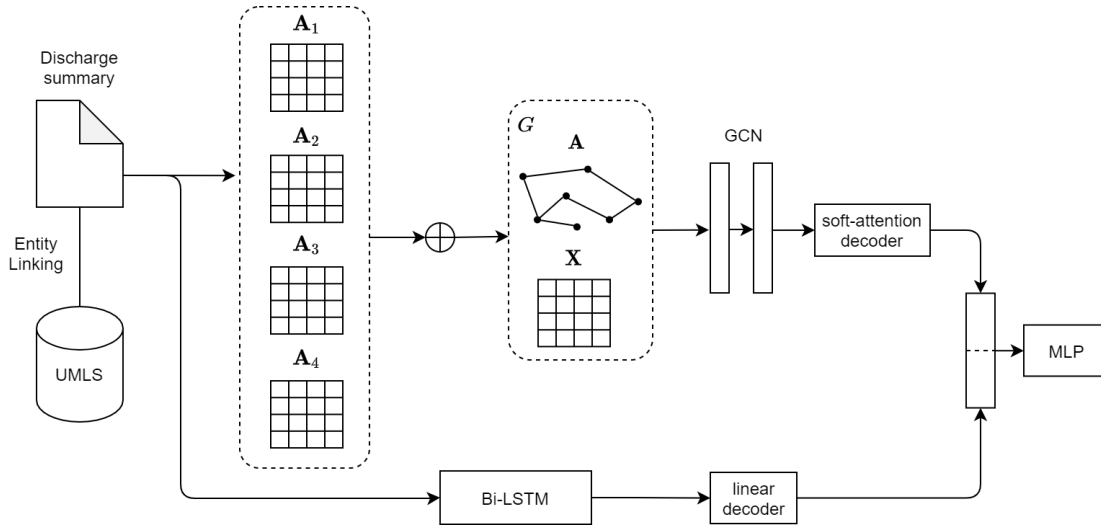 Discharge
summary
Entity
Linking
UMLS
A₁
A₂
A₃
A₄
G
A
X
GCN
soft-attention
decoder
MLP
Bi-LSTM
linear
decoder